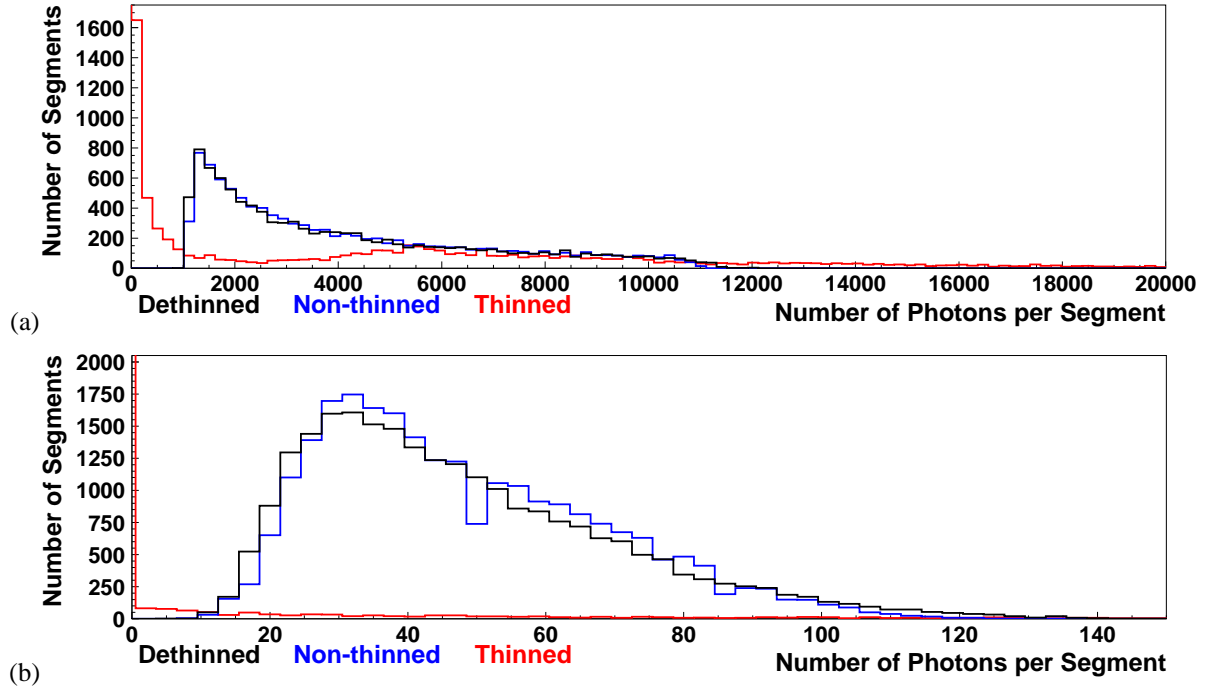 Number of Segments
1600
1400
1200
1000
800
600
400
200
0
0 2000 4000 6000 8000 10000 12000 14000 16000 18000 20000
Dethinned Non-thinned Thinned Number of Photons per Segment
(a)
Number of Segments
2000
1750
1500
1250
1000
750
500
250
0
0 20 40 60 80 100 120 140
Dethinned Non-thinned Thinned Number of Photons per Segment
(b)